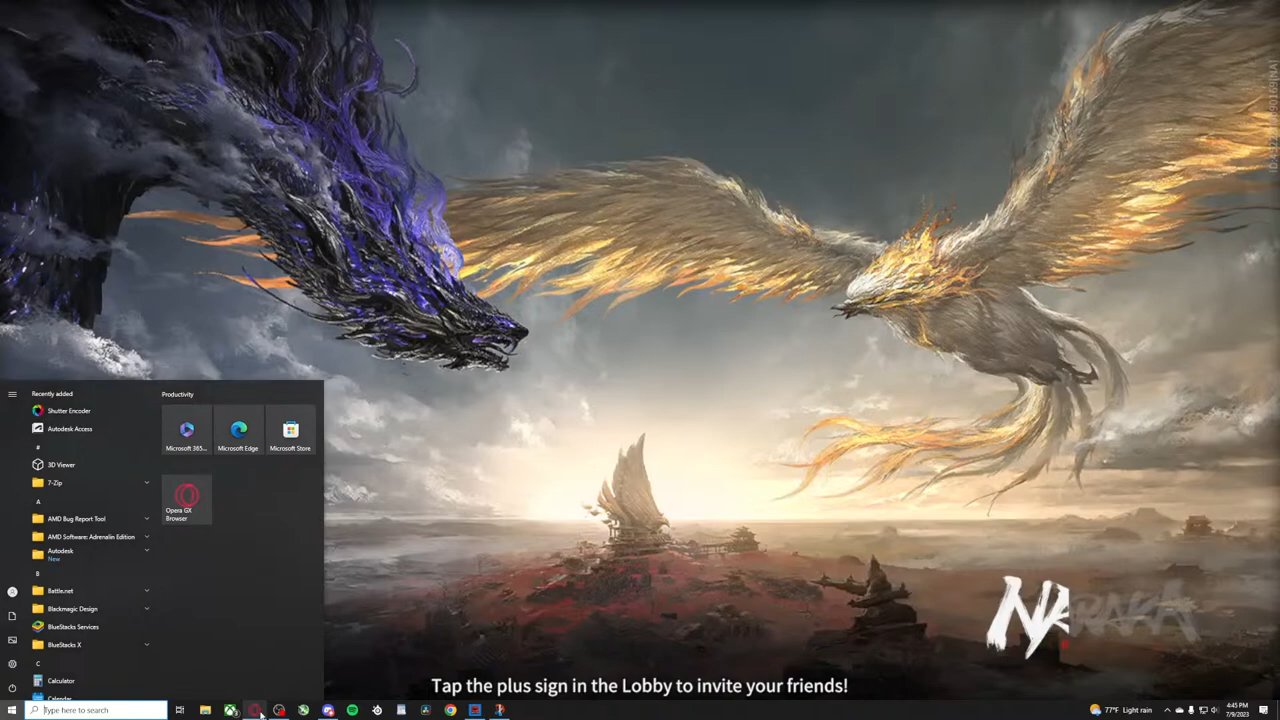 Recently added
Shutter Encoder
Autodesk Access
#
3D Viewer
7-Zip
A
AMD Bug Report Tool
AMD Software: Adrenalin Edition
Autodesk
New
B
Battle.net
Blackmagic Design
BlueStacks Services
BlueStacks X
C
Calculator
Calendar
Productivity
Microsoft 365...
Microsoft Edge
Microsoft Store
Opera GX
Browser
NARAKA
Tap the plus sign in the Lobby to invite your friends!
Type here to search
77°F Light rain
4:45 PM
7/9/2023